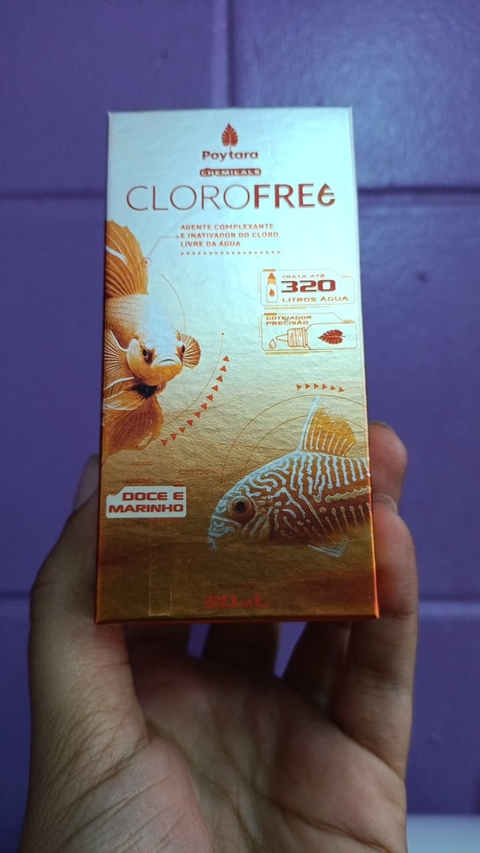 Poytara
CHEMICALS
CLOROFREE
AGENTE COMPLEXANTE
E INATIVADOR DO CLORO
LIVRE DA ÁGUA
TRATA ATÉ
320
LITROS ÁGUA
GOTEJADOR
PRECISÃO
DOCE E
MARINHO